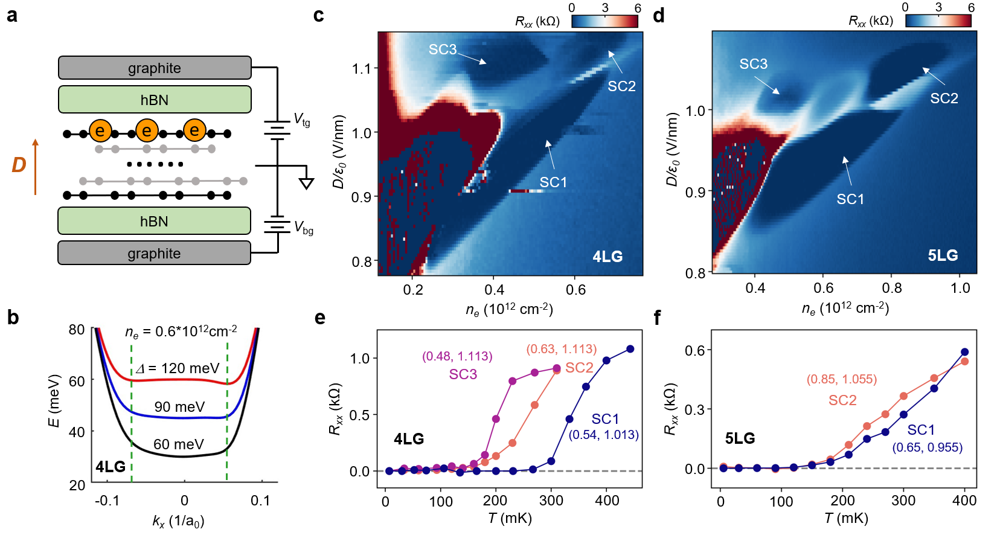 a
graphite
hBN
e e e
D
hBN
graphite
Vtg
Vbg
b
80
60
40
20
E (meV)
ne = 0.6*10¹²cm⁻²
Δ = 120 meV
90 meV
60 meV
4LG
-0.1 0 0.1
kx (1/a₀)
c
Rxx (kΩ)
0 3 6
SC3
SC2
SC1
4LG
1.1
1.0
0.9
0.8
D/ε₀ (V/nm)
0.2 0.4 0.6
ne (10¹² cm⁻²)
d
Rxx (kΩ)
0 3 6
SC3
SC2
SC1
5LG
1.0
0.9
0.8
D/ε₀ (V/nm)
0.4 0.6 0.8 1.0
ne (10¹² cm⁻²)
e
(0.48, 1.113)
SC3
(0.63, 1.113)
SC2
SC1
(0.54, 1.013)
4LG
1.0
0.5
0.0
Rxx (kΩ)
0 100 200 300 400
T (mK)
f
(0.85, 1.055)
SC2
SC1
(0.65, 0.955)
5LG
0.6
0.3
0.0
Rxx (kΩ)
0 100 200 300 400
T (mK)